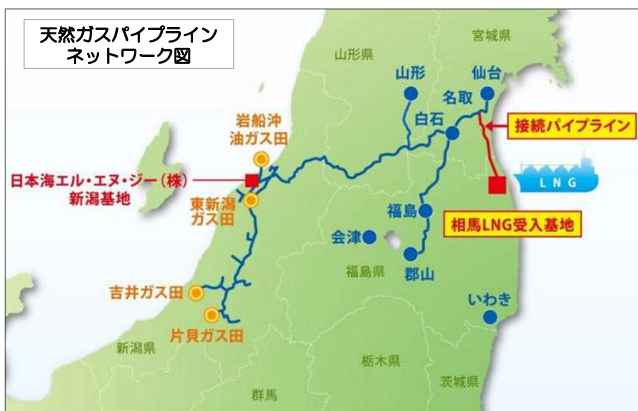 天然ガスパイプライン
ネットワーク図
宮城県
山形県
山形
仙台
名取
岩船沖
油ガス田
白石
接続パイプライン
日本海エル・エヌ・ジー(株)
新潟基地
LNG
東新潟
ガス田
福島
相馬LNG受入基地
会津
福島県
郡山
吉井ガス田
いわき
片貝ガス田
新潟県
栃木県
群馬
茨城県